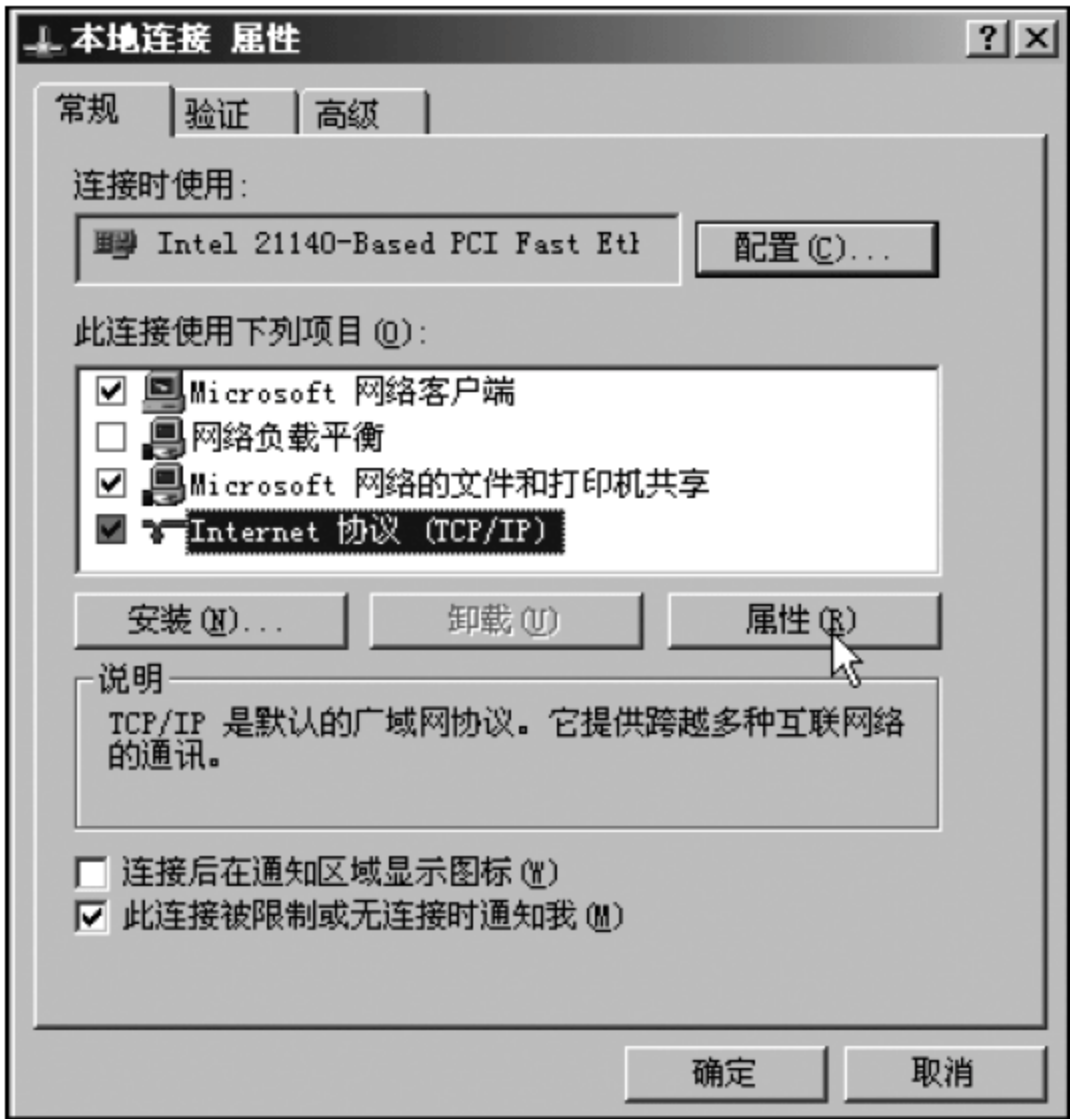 本地连接 属性
常规 验证 高级
连接时使用:
Intel 21140-Based PCI Fast Eth
配置(C)...
此连接使用下列项目(O):
Microsoft 网络客户端
网络负载平衡
Microsoft 网络的文件和打印机共享
Internet 协议 (TCP/IP)
安装(N)... 卸载(U) 属性(R)
说明
TCP/IP 是默认的广域网协议。它提供跨越多种互联网络
的通讯。
连接后在通知区域显示图标(W)
此连接被限制或无连接时通知我(M)
确定 取消